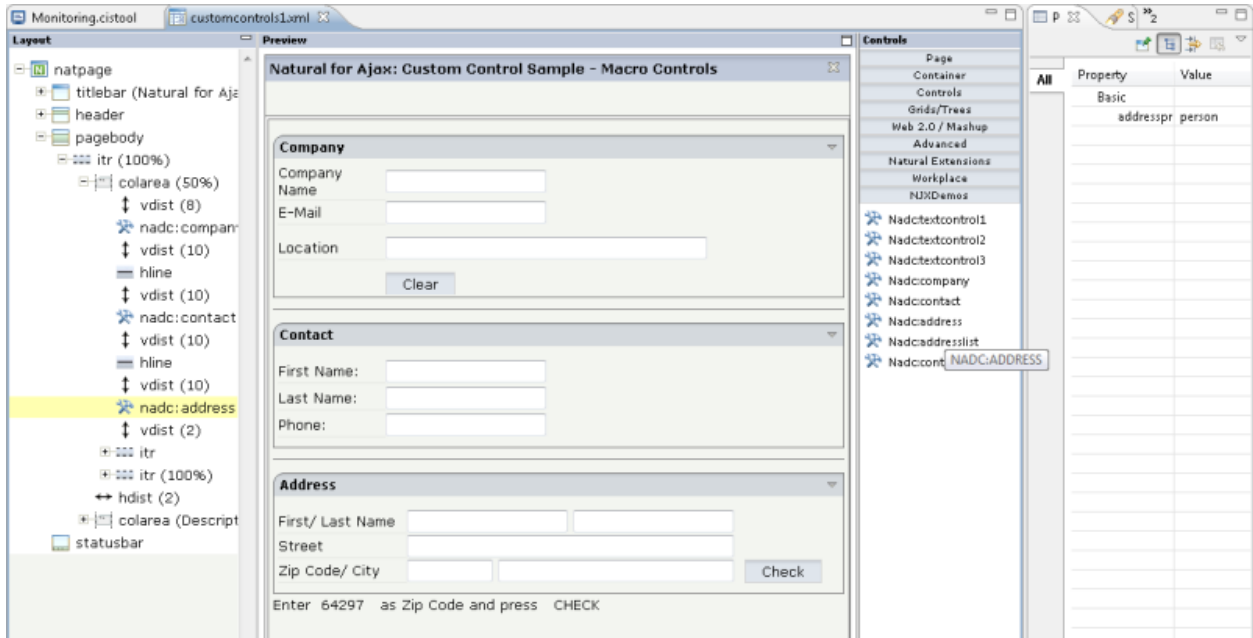 Monitoring.cistool
customcontrols1.xml
Layout
natpage
titlebar (Natural for Aja
header
pagebody
itr (100%)
colarea (50%)
vdist (8)
nadc:compan
vdist (10)
hline
vdist (10)
nadc:contact
vdist (10)
hline
vdist (10)
nadc:address
vdist (2)
itr
itr (100%)
hdist (2)
colarea (Descript
statusbar
Preview
Natural for Ajax: Custom Control Sample - Macro Controls
Company
Company
Name
E-Mail
Location
Clear
Contact
First Name:
Last Name:
Phone:
Address
First/ Last Name
Street
Zip Code/ City
Check
Enter 64297 as Zip Code and press CHECK
Controls
Page
Container
Controls
Grids/Trees
Web 2.0 / Mashup
Advanced
Natural Extensions
Workplace
NJXDemos
Nadc:textcontrol1
Nadc:textcontrol2
Nadc:textcontrol3
Nadc:company
Nadc:contact
Nadc:address
Nadc:addresslist
Nadc:cont
NADC:ADDRESS
P
S
»2
All
Property Value
Basic
addresspr person